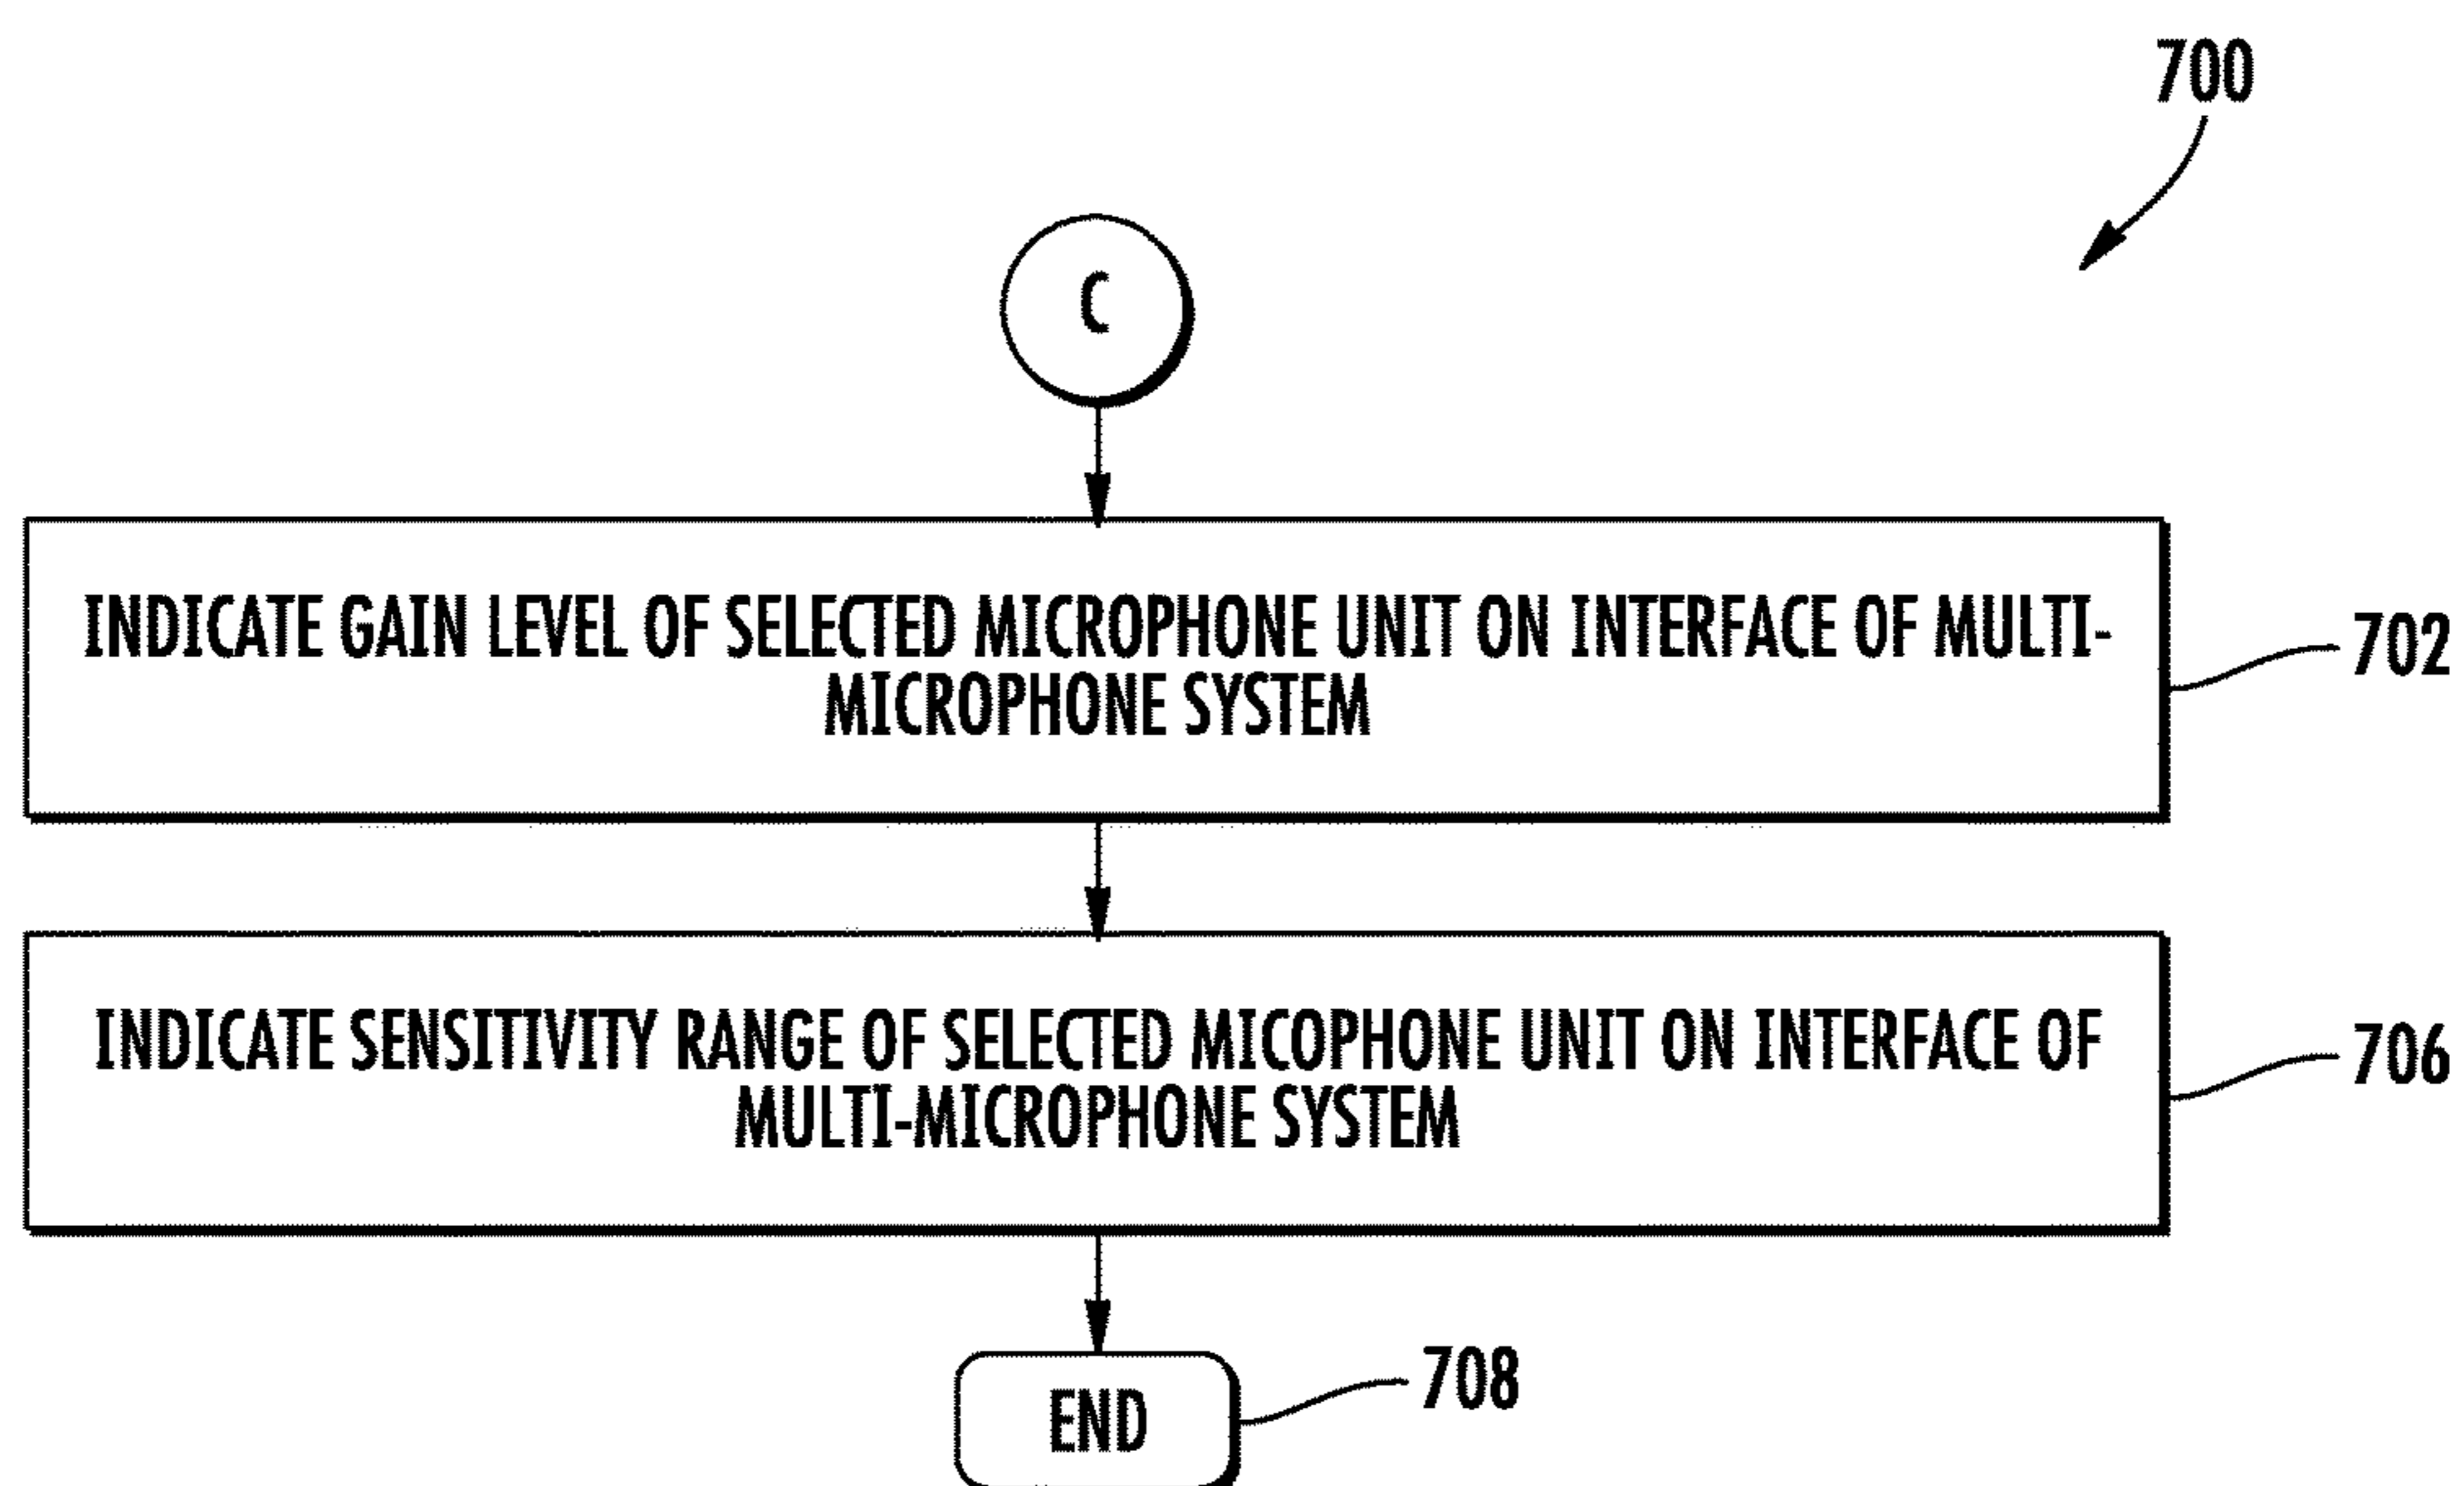 700
C
INDICATE GAIN LEVEL OF SELECTED MICROPHONE UNIT ON INTERFACE OF MULTI-
MICROPHONE SYSTEM
702
INDICATE SENSITIVITY RANGE OF SELECTED MICOPHONE UNIT ON INTERFACE OF
MULTI-MICROPHONE SYSTEM
706
END
708